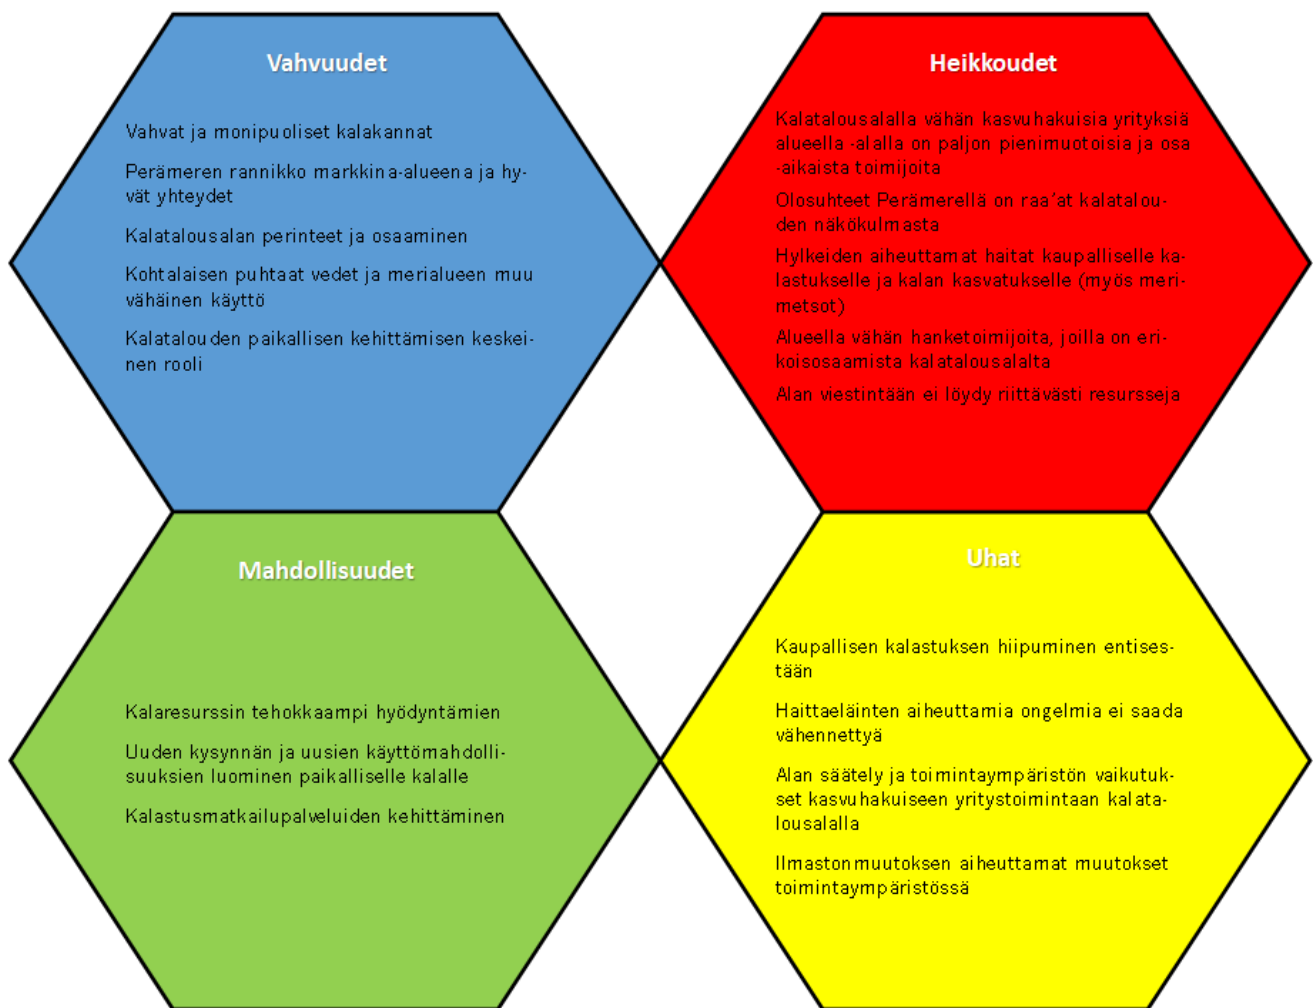 Vahvuudet
Vahvat ja monipuoliset kalakannat
Perämeren rannikko markkina-alueena ja hy-
vät yhteydet
Kalatalousalan perinteet ja osaaminen
Kohtalaisen puhtaat vedet ja merialueen muu
vähäinen käyttö
Kalatalouden paikallisen kehittämisen keskei-
nen rooli
Heikkoudet
Kalatalousalalla vähän kasvuhakuisia yrityksiä
alueella -alalla on paljon pienimuotoisia ja osa
-aikaista toimijoita
Olosuhteet Perämerellä on raa'at kalatalou-
den näkökulmasta
Hylkeiden aiheuttamat haitat kaupalliselle ka-
lastukselle ja kalan kasvatukselle (myös meri-
metsot)
Alueella vähän hanketoimijoita, joilla on eri-
koisosaamista kalatalousalalta
Alan viestintään ei löydy riittävästi resursseja
Mahdollisuudet
Kalaresurssin tehokkaampi hyödyntämien
Uuden kysynnän ja uusien käyttömahdolli-
suuksien luominen paikalliselle kalalle
Kalastusmatkailupalveluiden kehittäminen
Uhat
Kaupallisen kalastuksen hiipuminen entises-
tään
Haittaeläinten aiheuttamia ongelmia ei saada
vähennettyä
Alan säätely ja toimintaympäristön vaikutuk-
set kasvuhakuiseen yritystoimintaan kalata-
lousalalla
Ilmastonmuutoksen aiheuttamat muutokset
toimintaympäristössä